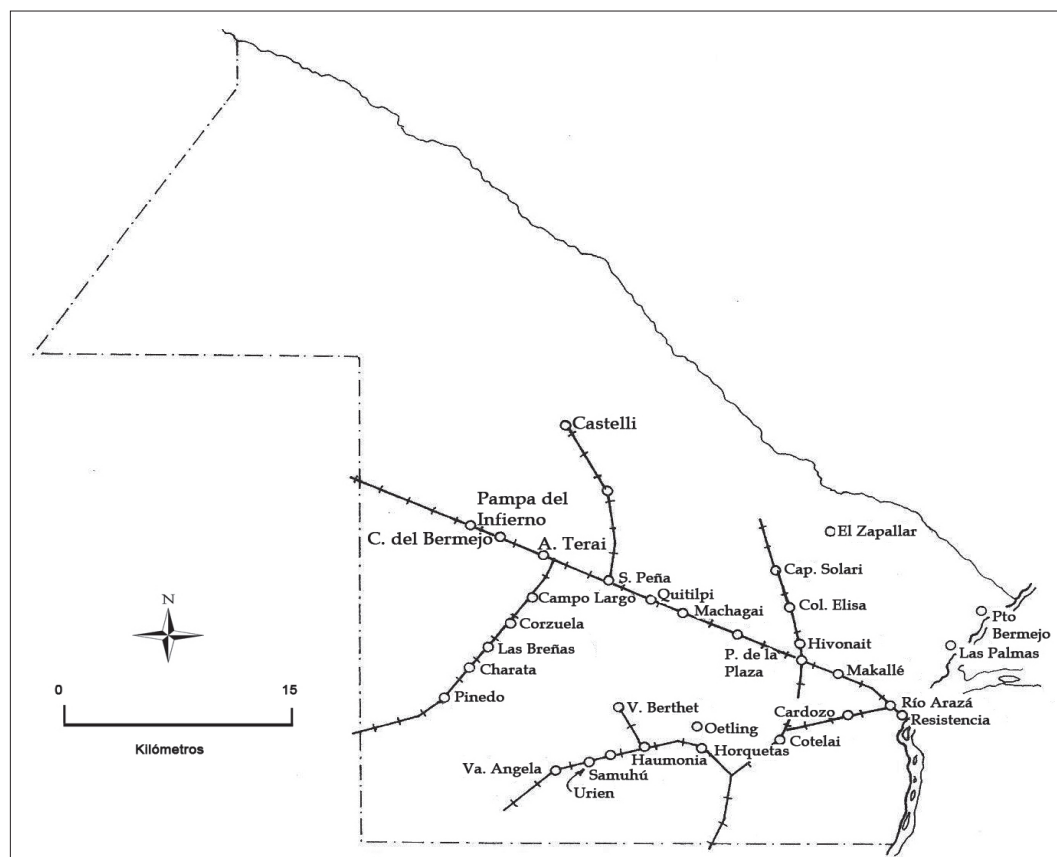 Castelli
Pampa del
Infierno
C. del Bermejo
A. Terai
El Zapallar
S. Peña
Cap. Solari
Campo Largo
Quitilpi
N
Machagai
Col. Elisa
Pto
Bermejo
Corzuela
Hivonait
Las Breñas
P. de la
Plaza
Las Palmas
Charata
Makallé
0
15
Pinedo
Río Arazá
V. Berthet
Cardozo
Resistencia
Oetling
Kilómetros
Cotelai
Haumonia
Horquetas
Va. Angela
Samuhú
Urien